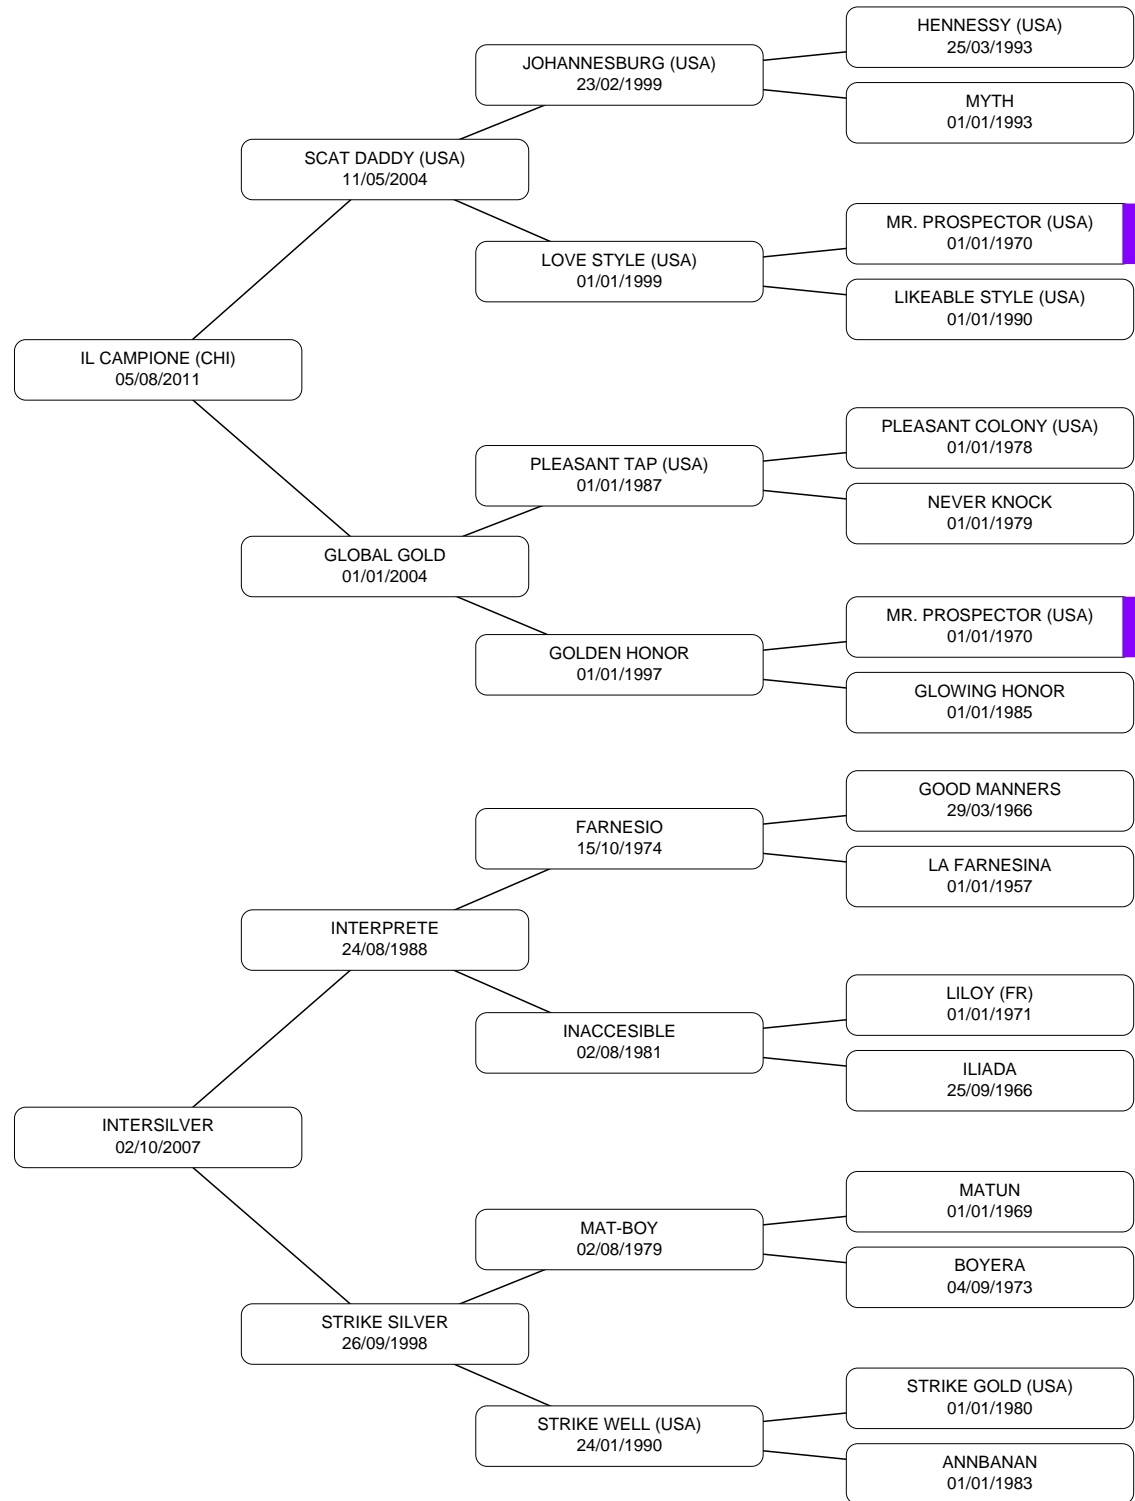 HENNESSY (USA)
25/03/1993
JOHANNESBURG (USA)
23/02/1999
MYTH
01/01/1993
SCAT DADDY (USA)
11/05/2004
MR. PROSPECTOR (USA)
01/01/1970
LOVE STYLE (USA)
01/01/1999
LIKEABLE STYLE (USA)
01/01/1990
IL CAMPIONE (CHI)
05/08/2011
PLEASANT COLONY (USA)
01/01/1978
PLEASANT TAP (USA)
01/01/1987
NEVER KNOCK
01/01/1979
GLOBAL GOLD
01/01/2004
MR. PROSPECTOR (USA)
01/01/1970
GOLDEN HONOR
01/01/1997
GLOWING HONOR
01/01/1985
GOOD MANNERS
29/03/1966
FARNESIO
15/10/1974
LA FARNESINA
01/01/1957
INTERPRETE
24/08/1988
LILOY (FR)
01/01/1971
INACCESIBLE
02/08/1981
ILIADA
25/09/1966
INTERSILVER
02/10/2007
MATUN
01/01/1969
MAT-BOY
02/08/1979
BOYERA
04/09/1973
STRIKE SILVER
26/09/1998
STRIKE GOLD (USA)
01/01/1980
STRIKE WELL (USA)
24/01/1990
ANNBANAN
01/01/1983